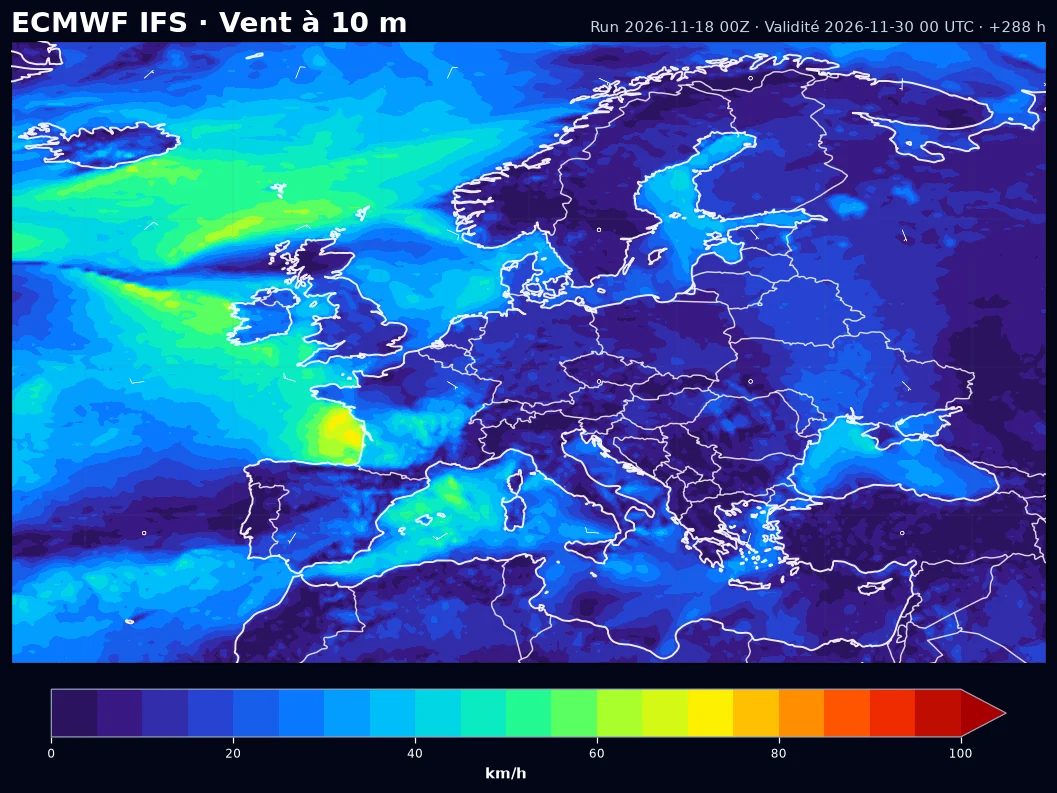 ECMWF IFS · Vent à 10 m
Run 2026-11-18 00Z · Validité 2026-11-30 00 UTC · +288 h
0 20 40 60 80 100
km/h